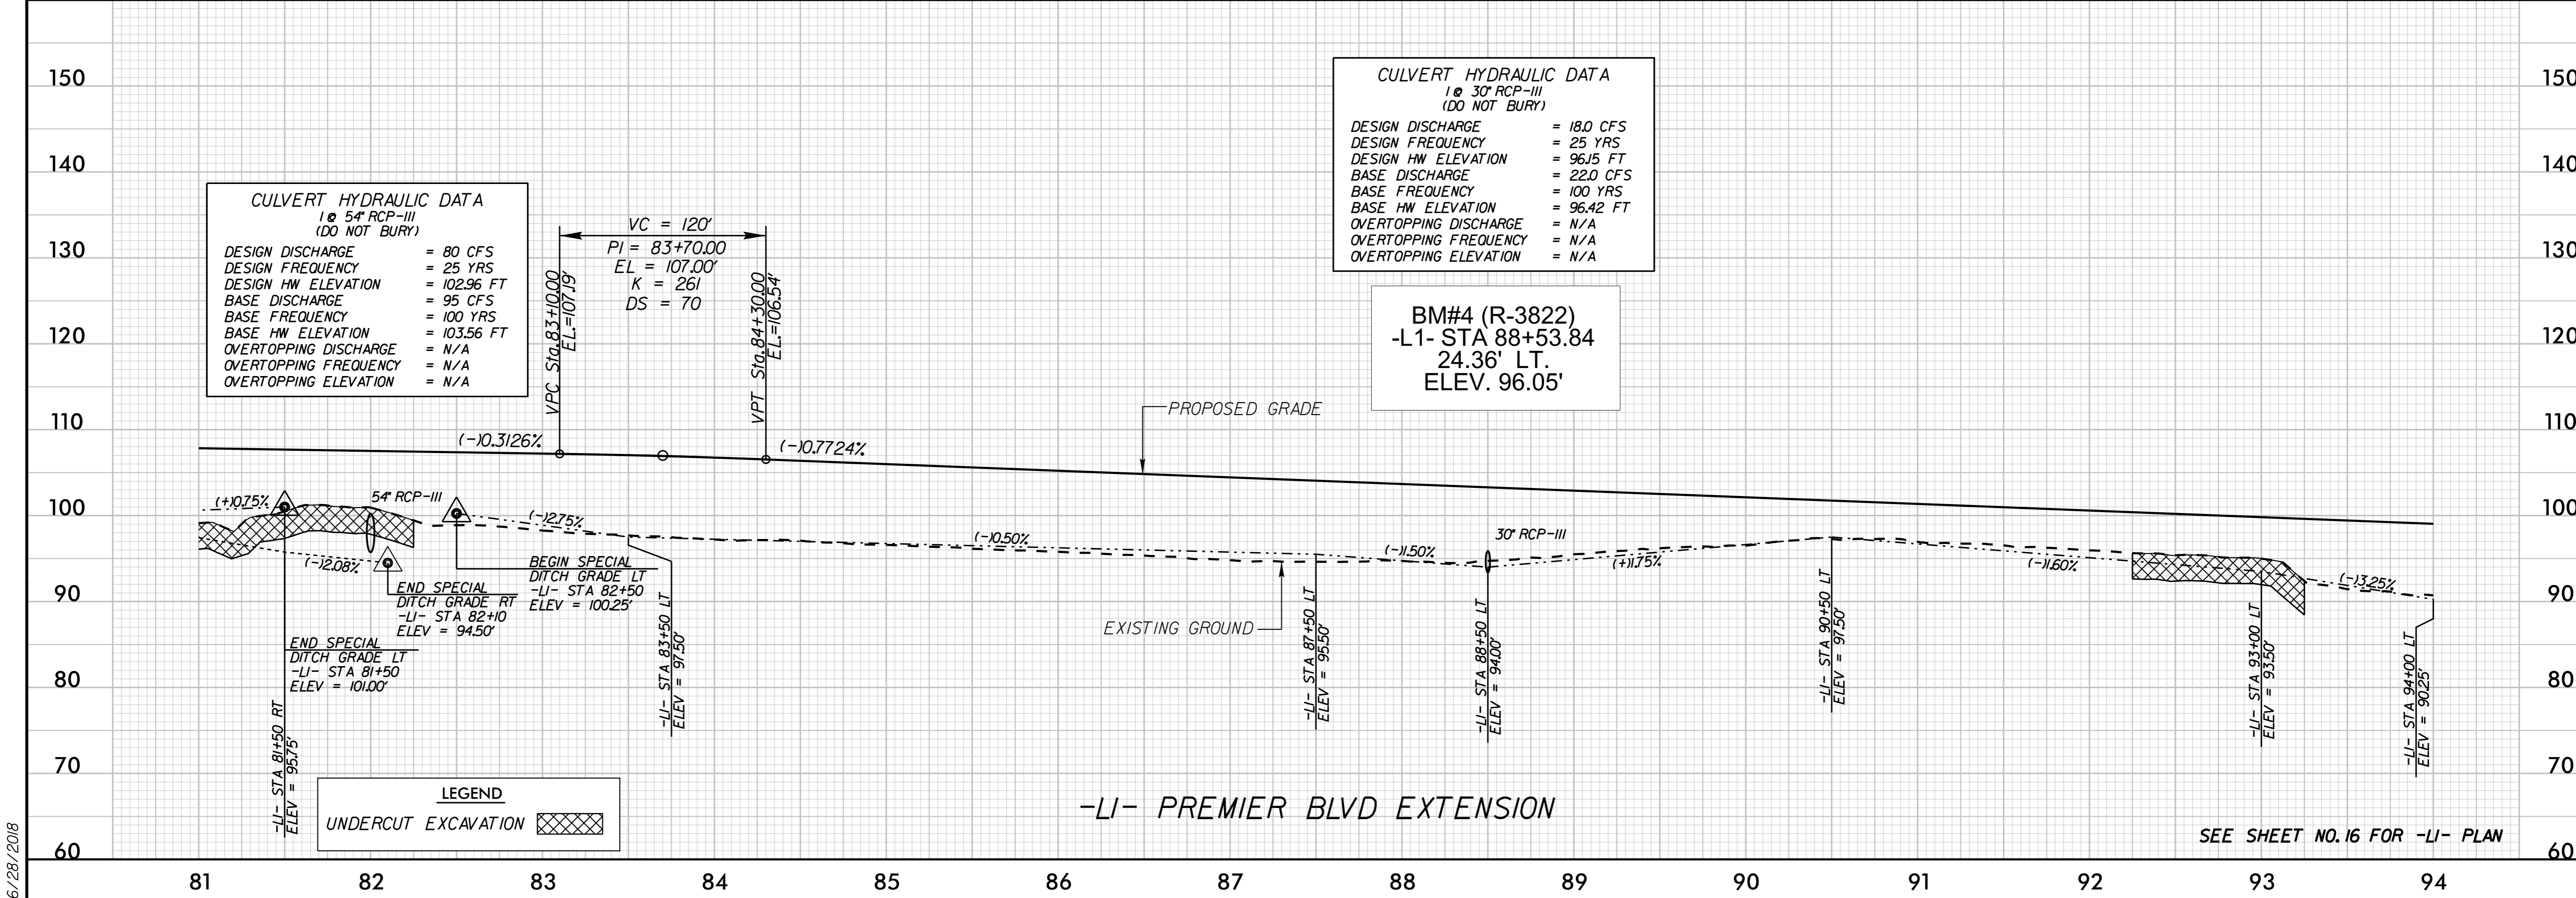 150
140
130
120
110
100
90
80
70
60
150
140
130
120
110
100
90
80
70
60
CULVERT HYDRAULIC DATA
1 @ 54" RCP-III
(DO NOT BURY)
DESIGN DISCHARGE = 80 CFS
DESIGN FREQUENCY = 25 YRS
DESIGN HW ELEVATION = 102.96 FT
BASE DISCHARGE = 95 CFS
BASE FREQUENCY = 100 YRS
BASE HW ELEVATION = 103.56 FT
OVERTOPPING DISCHARGE = N/A
OVERTOPPING FREQUENCY = N/A
OVERTOPPING ELEVATION = N/A
VC = 120'
PI = 83+70.00
EL = 107.00'
K = 261
DS = 70
VPC Sta.83+10.00
EL.=107.19'
VPT Sta.84+30.00
EL.=106.54'
CULVERT HYDRAULIC DATA
1 @ 30" RCP-III
(DO NOT BURY)
DESIGN DISCHARGE = 18.0 CFS
DESIGN FREQUENCY = 25 YRS
DESIGN HW ELEVATION = 96.15 FT
BASE DISCHARGE = 22.0 CFS
BASE FREQUENCY = 100 YRS
BASE HW ELEVATION = 96.42 FT
OVERTOPPING DISCHARGE = N/A
OVERTOPPING FREQUENCY = N/A
OVERTOPPING ELEVATION = N/A
BM#4 (R-3822)
-L1- STA 88+53.84
24.36' LT.
ELEV. 96.05'
PROPOSED GRADE
(-)0.3126%
(-)0.7724%
(+)0.75%
54" RCP-III
(-)2.75%
(-)0.50%
(-)1.50%
30" RCP-III
(+)1.75%
(-)1.60%
(-)3.25%
(-)2.08%
BEGIN SPECIAL
DITCH GRADE LT
-L1- STA 82+50
ELEV = 100.25'
END SPECIAL
DITCH GRADE RT
-L1- STA 82+10
ELEV = 94.50'
END SPECIAL
DITCH GRADE LT
-L1- STA 81+50
ELEV = 101.00'
EXISTING GROUND
-L1- STA 81+50 RT
ELEV = 95.75'
-L1- STA 83+50 LT
ELEV = 97.50'
-L1- STA 87+50 LT
ELEV = 95.50'
-L1- STA 88+50 LT
ELEV = 94.00'
-L1- STA 90+50 LT
ELEV = 97.50'
-L1- STA 93+00 LT
ELEV = 93.50'
-L1- STA 94+00 LT
ELEV = 90.25'
LEGEND
UNDERCUT EXCAVATION
-L1- PREMIER BLVD EXTENSION
SEE SHEET NO. 16 FOR -L1- PLAN
6/28/2018
81 82 83 84 85 86 87 88 89 90 91 92 93 94